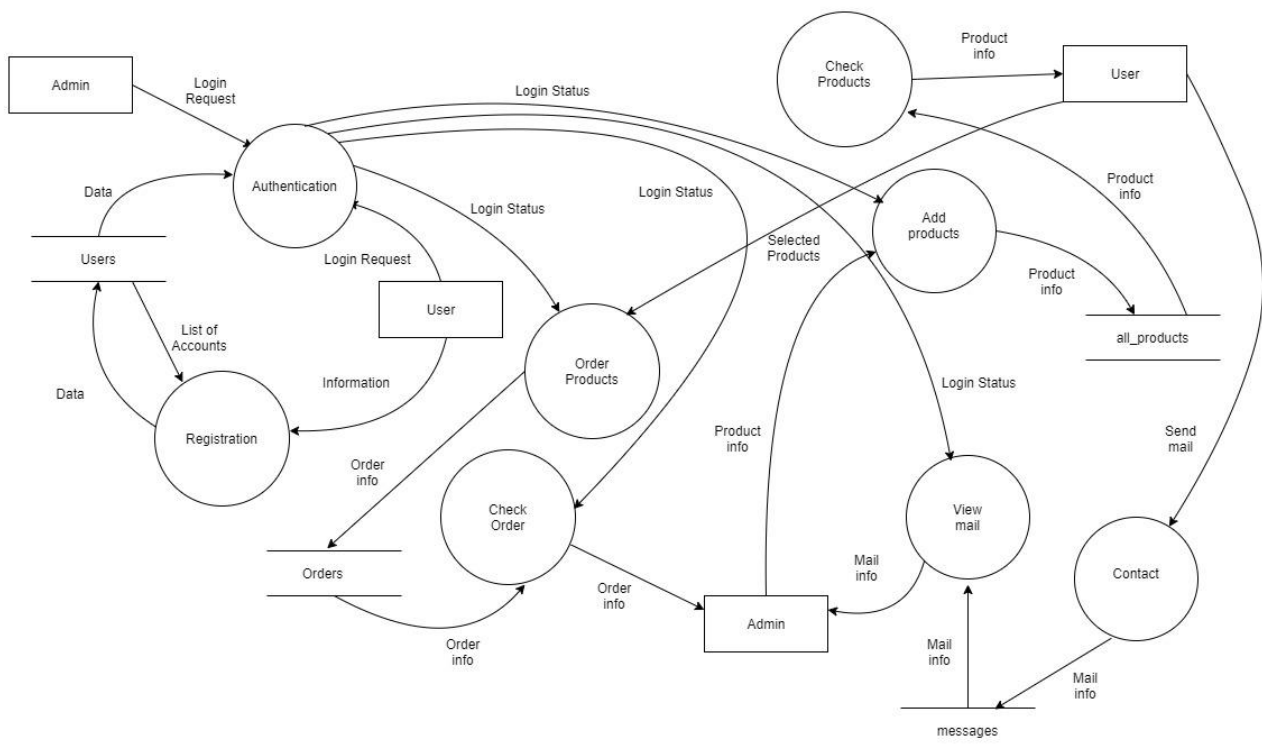 Product
info
Check
Products
User
Admin
Login
Request
Login Status
Authentication
Data
Login Status
Login Status
Product
info
Add
products
Selected
Products
Users
Login Request
Product
info
User
List of
Accounts
all_products
Order
Products
Information
Login Status
Data
Registration
Product
info
Send
mail
Order
info
Check
Order
View
mail
Orders
Order
info
Mail
info
Contact
Admin
Order
info
Mail
info
Mail
info
messages